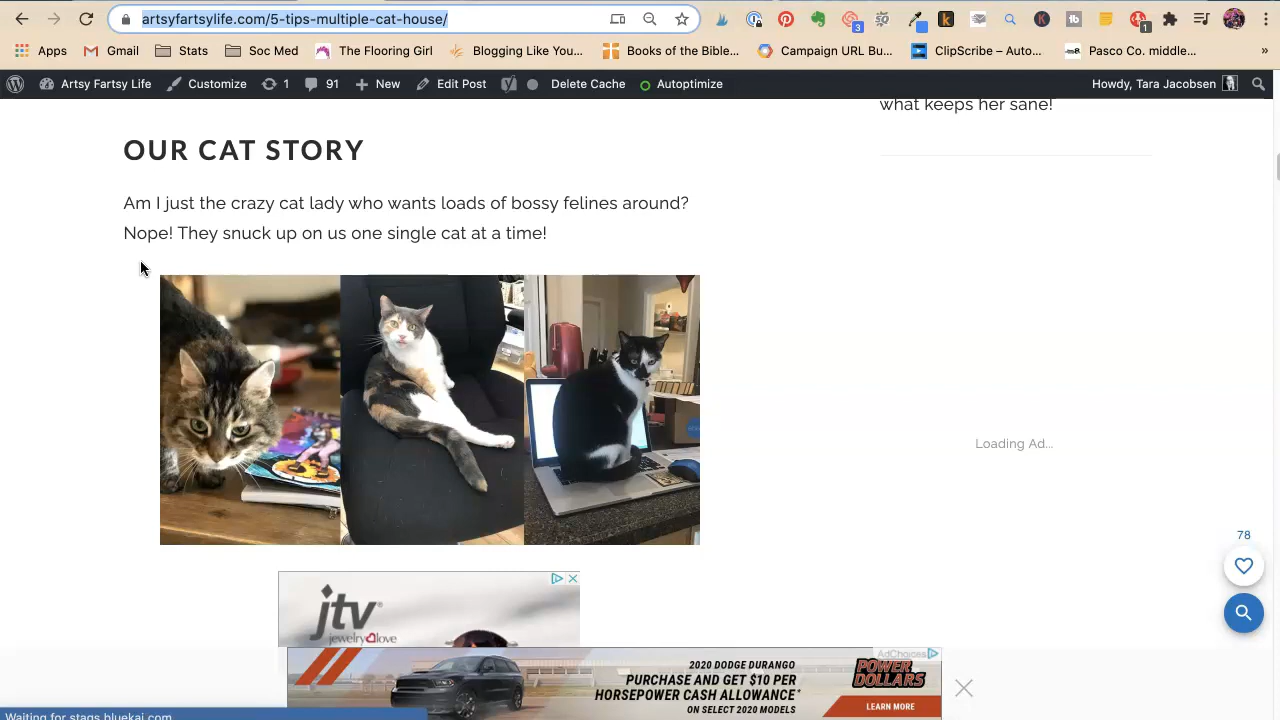 artsyfartsylife.com/5-tips-multiple-cat-house/
3
1
Apps
Gmail
Stats
Soc Med
The Flooring Girl
Blogging Like You...
Books of the Bible...
Campaign URL Bu...
ClipScribe – Auto...
Pasco Co. middle...
»
Artsy Fartsy Life
Customize
1
91
New
Edit Post
Delete Cache
Autoptimize
Howdy, Tara Jacobsen
what keeps her sane!
OUR CAT STORY
Am I just the crazy cat lady who wants loads of bossy felines around?
Nope! They snuck up on us one single cat at a time!
Loading Ad...
78
jtv
jewelry love
AdChoices
2020 DODGE DURANGO
PURCHASE AND GET $10 PER
HORSEPOWER CASH ALLOWANCE*
ON SELECT 2020 MODELS
POWER
DOLLARS
LEARN MORE
Waiting for stags.bluekai.com...